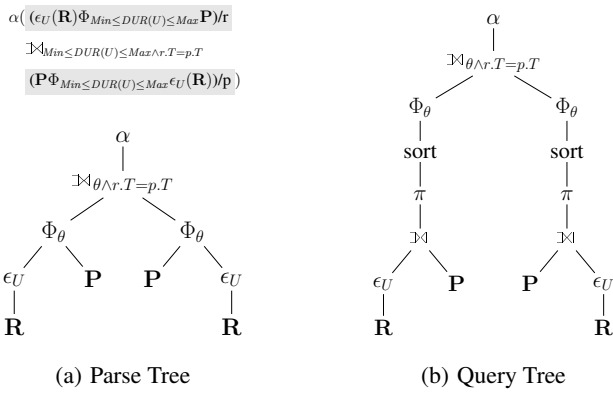 α( (ϵ_U(R)Φ_{Min≤DUR(U)≤Max}P)/r
⟕_{Min≤DUR(U)≤Max∧r.T=p.T}
(PΦ_{Min≤DUR(U)≤Max}ϵ_U(R))/p )
α
⟕_{θ∧r.T=p.T}
Φ_θ Φ_θ
ϵ_U P P ϵ_U
R R
(a) Parse Tree
α
⟕_{θ∧r.T=p.T}
Φ_θ Φ_θ
sort sort
π π
⟕ ⟕
ϵ_U P P ϵ_U
R R
(b) Query Tree